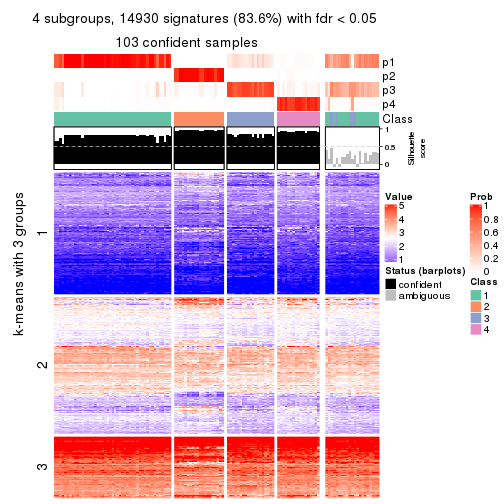 4 subgroups, 14930 signatures (83.6%) with fdr < 0.05
103 confident samples
p1
p2
p3
p4
Class
1
0.5
0
Silhouette
score
k-means with 3 groups
1
2
3
Value
5
4
3
2
1
Prob
1
0.8
0.6
0.4
0.2
0
Status (barplots)
confident
ambiguous
Class
1
2
3
4